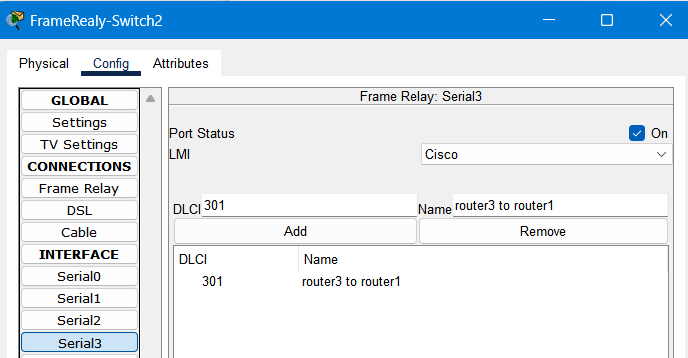 FrameRealy-Switch2
Physical Config Attributes
GLOBAL
Settings
TV Settings
CONNECTIONS
Frame Relay
DSL
Cable
INTERFACE
Serial0
Serial1
Serial2
Serial3
Frame Relay: Serial3
Port Status On
LMI Cisco
DLCI 301 Name router3 to router1
Add Remove
DLCI Name
301 router3 to router1